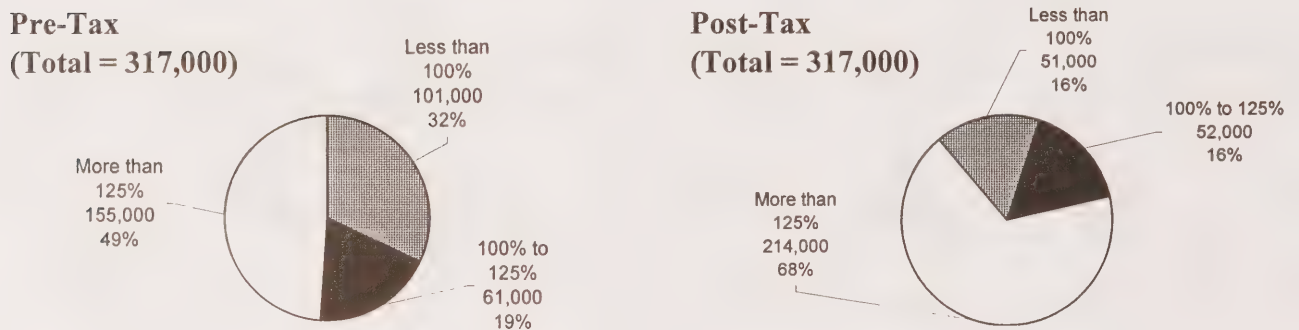 Pre-Tax
(Total = 317,000)
Less than
100%
101,000
32%
More than
125%
155,000
49%
100% to
125%
61,000
19%
Post-Tax
(Total = 317,000)
Less than
100%
51,000
16%
100% to 125%
52,000
16%
More than
125%
214,000
68%